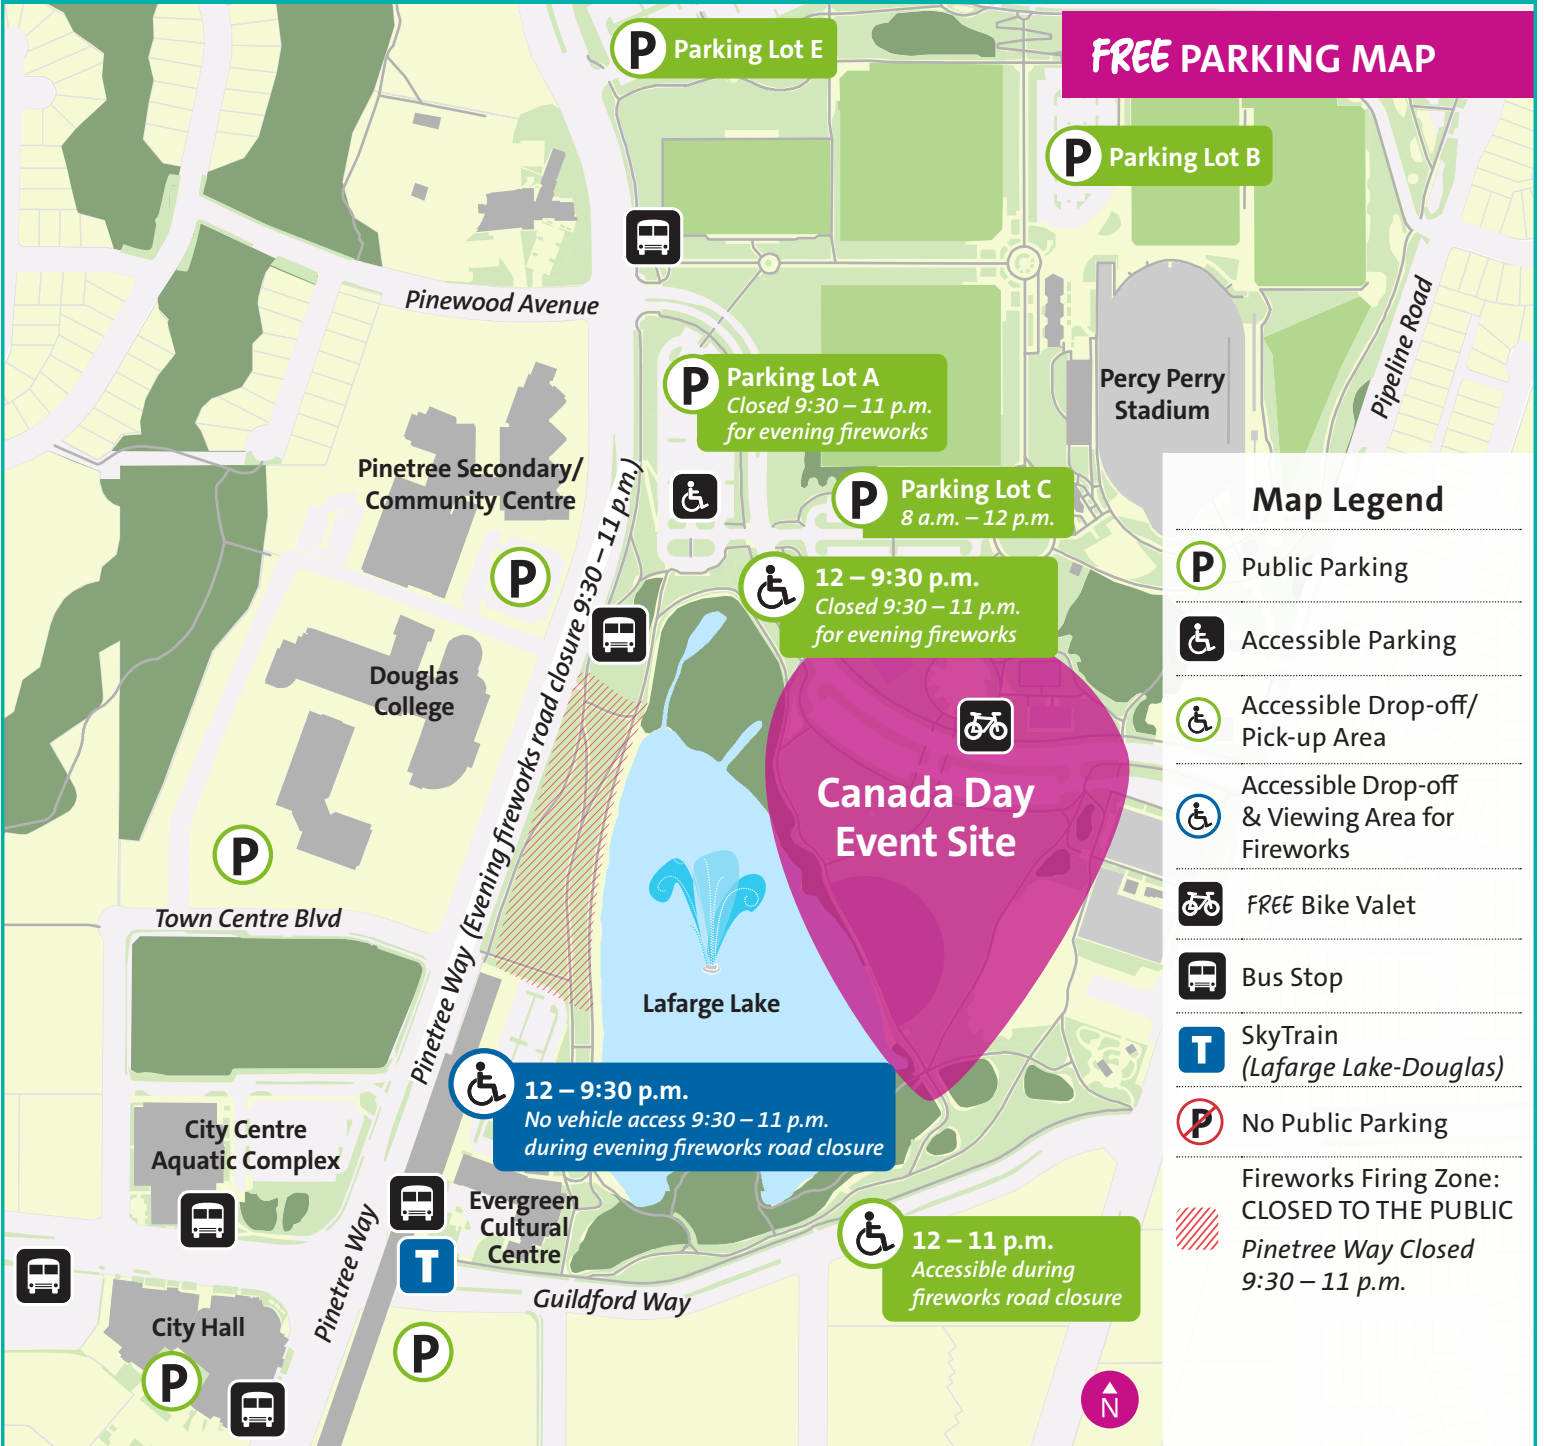 FREE PARKING MAP
P Parking Lot E
P Parking Lot B
Pinewood Avenue
Pipeline Road
P Parking Lot A
Closed 9:30 – 11 p.m.
for evening fireworks
Percy Perry
Stadium
Pinetree Secondary/
Community Centre
P Parking Lot C
8 a.m. – 12 p.m.
P
12 – 9:30 p.m.
Closed 9:30 – 11 p.m.
for evening fireworks
Douglas
College
Pinetree Way (Evening fireworks road closure 9:30 – 11 p.m.)
Canada Day
Event Site
P
Town Centre Blvd
Lafarge Lake
12 – 9:30 p.m.
No vehicle access 9:30 – 11 p.m.
during evening fireworks road closure
City Centre
Aquatic Complex
Evergreen
Cultural
Centre
T
Pinetree Way
Guildford Way
12 – 11 p.m.
Accessible during
fireworks road closure
City Hall
P
P
N
Map Legend
P Public Parking
Accessible Parking
Accessible Drop-off/
Pick-up Area
Accessible Drop-off
& Viewing Area for
Fireworks
FREE Bike Valet
Bus Stop
T SkyTrain
(Lafarge Lake-Douglas)
P No Public Parking
Fireworks Firing Zone:
CLOSED TO THE PUBLIC
Pinetree Way Closed
9:30 – 11 p.m.